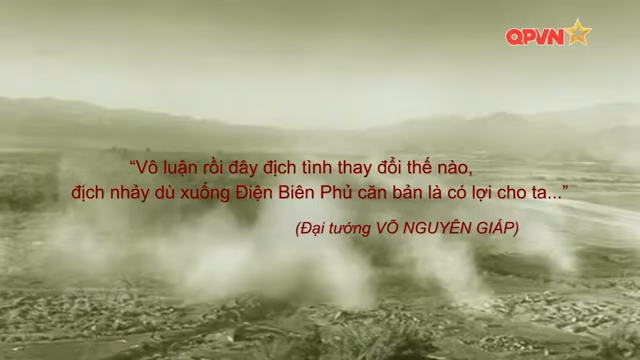 QPVN
“Vô luận rồi đây địch tình thay đổi thế nào,
địch nhảy dù xuống Điện Biên Phủ căn bản là có lợi cho ta...”
(Đại tướng VÕ NGUYÊN GIÁP)